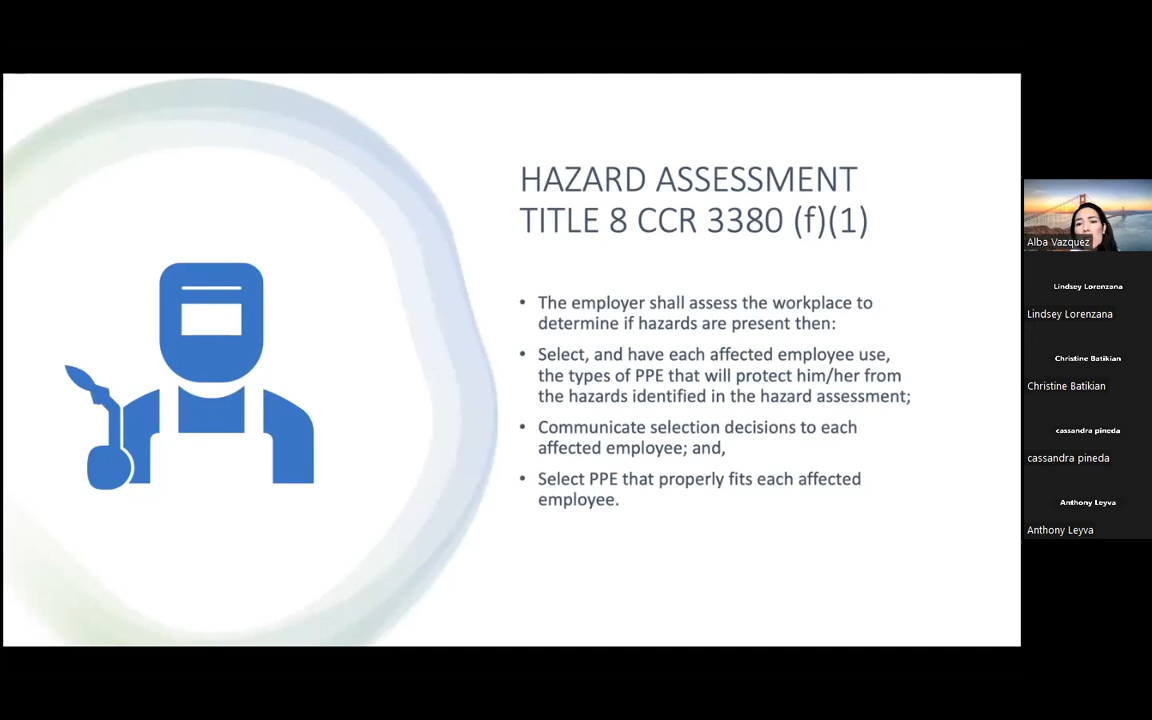 HAZARD ASSESSMENT
TITLE 8 CCR 3380 (f)(1)
• The employer shall assess the workplace to
determine if hazards are present then:
• Select, and have each affected employee use,
the types of PPE that will protect him/her from
the hazards identified in the hazard assessment;
• Communicate selection decisions to each
affected employee; and,
• Select PPE that properly fits each affected
employee.
Alba Vazquez
Lindsey Lorenzana
Lindsey Lorenzana
Christine Batikian
Christine Batikian
cassandra pineda
cassandra pineda
Anthony Leyva
Anthony Leyva